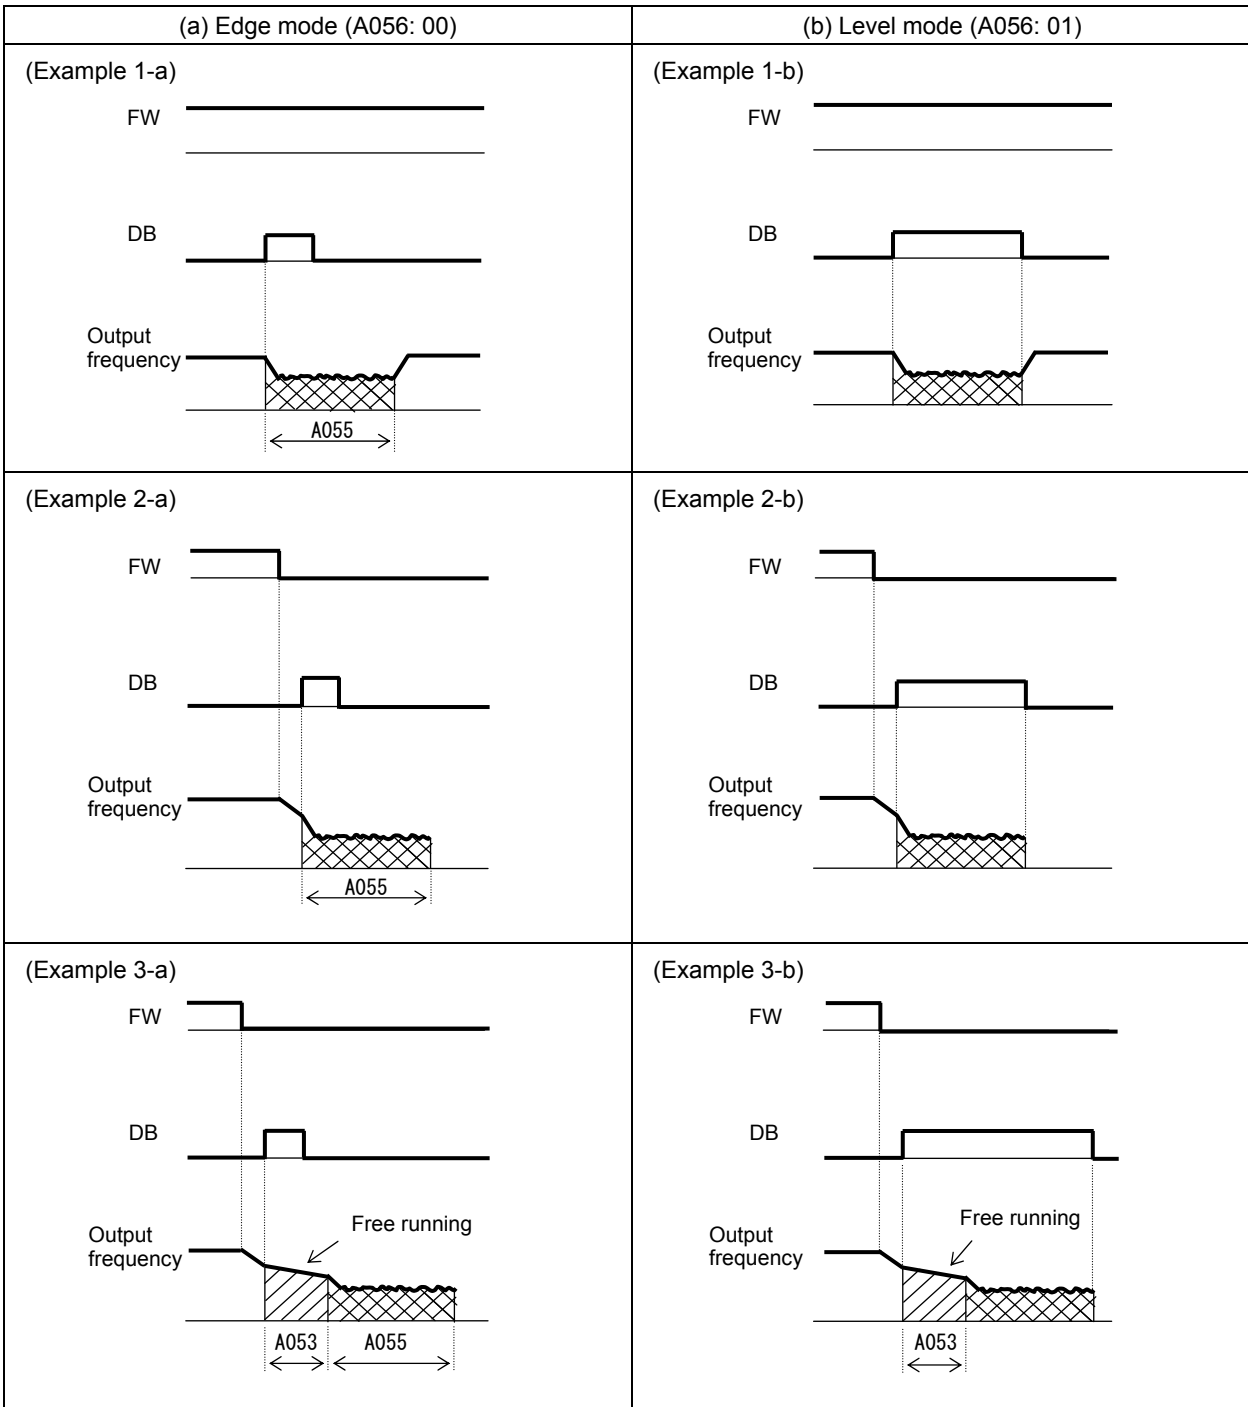 (a) Edge mode (A056: 00)
(b) Level mode (A056: 01)
(Example 1-a)
FW
DB
Output
frequency
A055
(Example 1-b)
FW
DB
Output
frequency
(Example 2-a)
FW
DB
Output
frequency
A055
(Example 2-b)
FW
DB
Output
frequency
(Example 3-a)
FW
DB
Free running
Output
frequency
A053
A055
(Example 3-b)
FW
DB
Free running
Output
frequency
A053